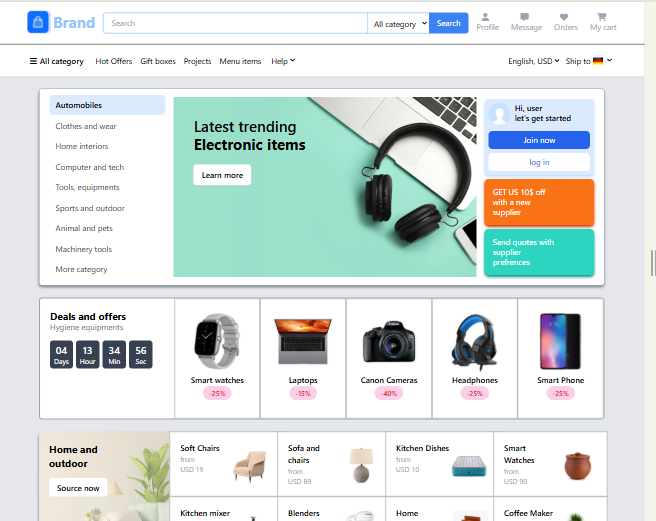 Brand
Search
All category
Search
Profile
Message
Orders
My cart
All category
Hot Offers
Gift boxes
Projects
Menu items
Help
English, USD
Ship to
Automobiles
Clothes and wear
Home interiors
Computer and tech
Tools, equipments
Sports and outdoor
Animal and pets
Machinery tools
More category
Latest trending
Electronic items
Learn more
Hi, user
let's get started
Join now
log in
GET US 10$ off
with a new
supplier
Send quotes with
supplier
prefrences
Deals and offers
Hygiene equipments
04
Days
13
Hour
34
Min
56
Sec
Smart watches
-25%
Laptops
-15%
Canon Cameras
-40%
Headphones
-25%
Smart Phone
-25%
Home and
outdoor
Source now
Soft Chairs
from
USD 19
Sofa and
chairs
from
USD 89
Kitchen Dishes
from
USD 10
Smart
Watches
from
USD 90
Kitchen mixer
Blenders
Home
Coffee Maker